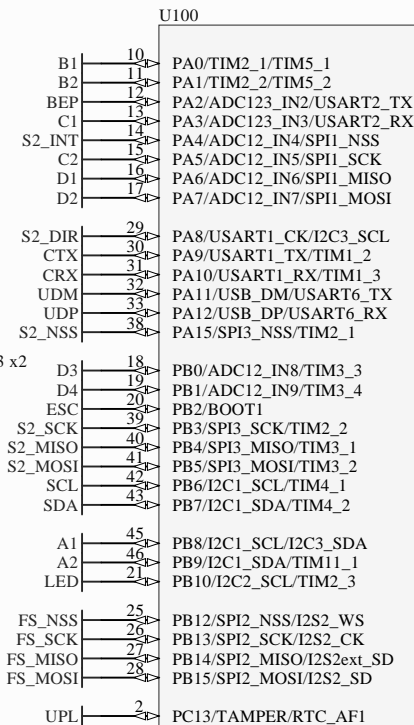 U100
B1 10 PA0/TIM2_1/TIM5_1
B2 11 PA1/TIM2_2/TIM5_2
BEP 12 PA2/ADC123_IN2/USART2_TX
C1 13 PA3/ADC123_IN3/USART2_RX
S2_INT 14 PA4/ADC12_IN4/SPI1_NSS
C2 15 PA5/ADC12_IN5/SPI1_SCK
D1 16 PA6/ADC12_IN6/SPI1_MISO
D2 17 PA7/ADC12_IN7/SPI1_MOSI
S2_DIR 29 PA8/USART1_CK/I2C3_SCL
CTX 30 PA9/USART1_TX/TIM1_2
CRX 31 PA10/USART1_RX/TIM1_3
UDM 32 PA11/USB_DM/USART6_TX
UDP 33 PA12/USB_DP/USART6_RX
S2_NSS 38 PA15/SPI3_NSS/TIM2_1
3 x2
D3 18 PB0/ADC12_IN8/TIM3_3
D4 19 PB1/ADC12_IN9/TIM3_4
ESC 20 PB2/BOOT1
S2_SCK 39 PB3/SPI3_SCK/TIM2_2
S2_MISO 40 PB4/SPI3_MISO/TIM3_1
S2_MOSI 41 PB5/SPI3_MOSI/TIM3_2
SCL 42 PB6/I2C1_SCL/TIM4_1
SDA 43 PB7/I2C1_SDA/TIM4_2
A1 45 PB8/I2C1_SCL/I2C3_SDA
A2 46 PB9/I2C1_SDA/TIM11_1
LED 21 PB10/I2C2_SCL/TIM2_3
FS_NSS 25 PB12/SPI2_NSS/I2S2_WS
FS_SCK 26 PB13/SPI2_SCK/I2S2_CK
FS_MISO 27 PB14/SPI2_MISO/I2S2ext_SD
FS_MOSI 28 PB15/SPI2_MOSI/I2S2_SD
UPL 2 PC13/TAMPER/RTC_AF1